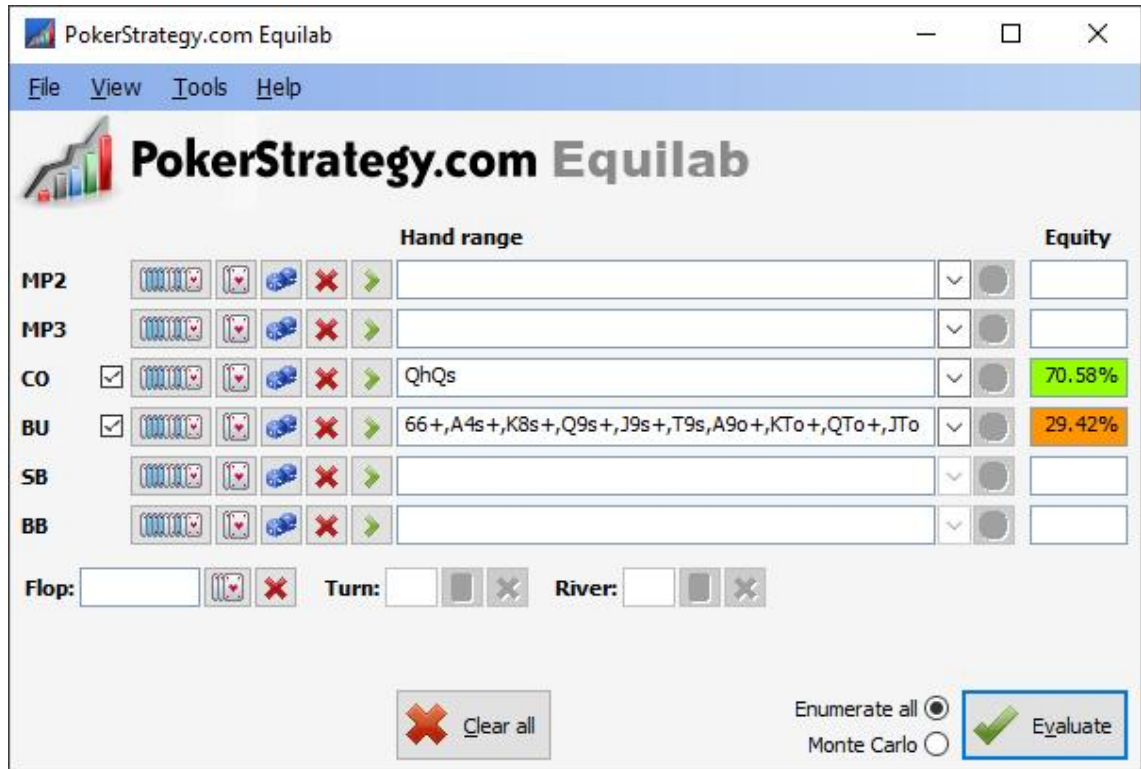 PokerStrategy.com Equilab
File View Tools Help
PokerStrategy.com Equilab
Hand range Equity
MP2
MP3
CO QhQs 70.58%
BU 66+,A4s+,K8s+,Q9s+,J9s+,T9s,A9o+,KTo+,QTo+,JTo 29.42%
SB
BB
Flop: Turn: River:
Clear all Enumerate all Evaluate
Monte Carlo